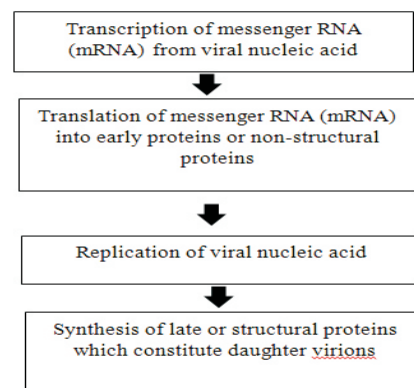 Transcription of messenger RNA
(mRNA) from viral nucleic acid
Translation of messenger RNA (mRNA)
into early proteins or non-structural
proteins
Replication of viral nucleic acid
Synthesis of late or structural proteins
which constitute daughter virions